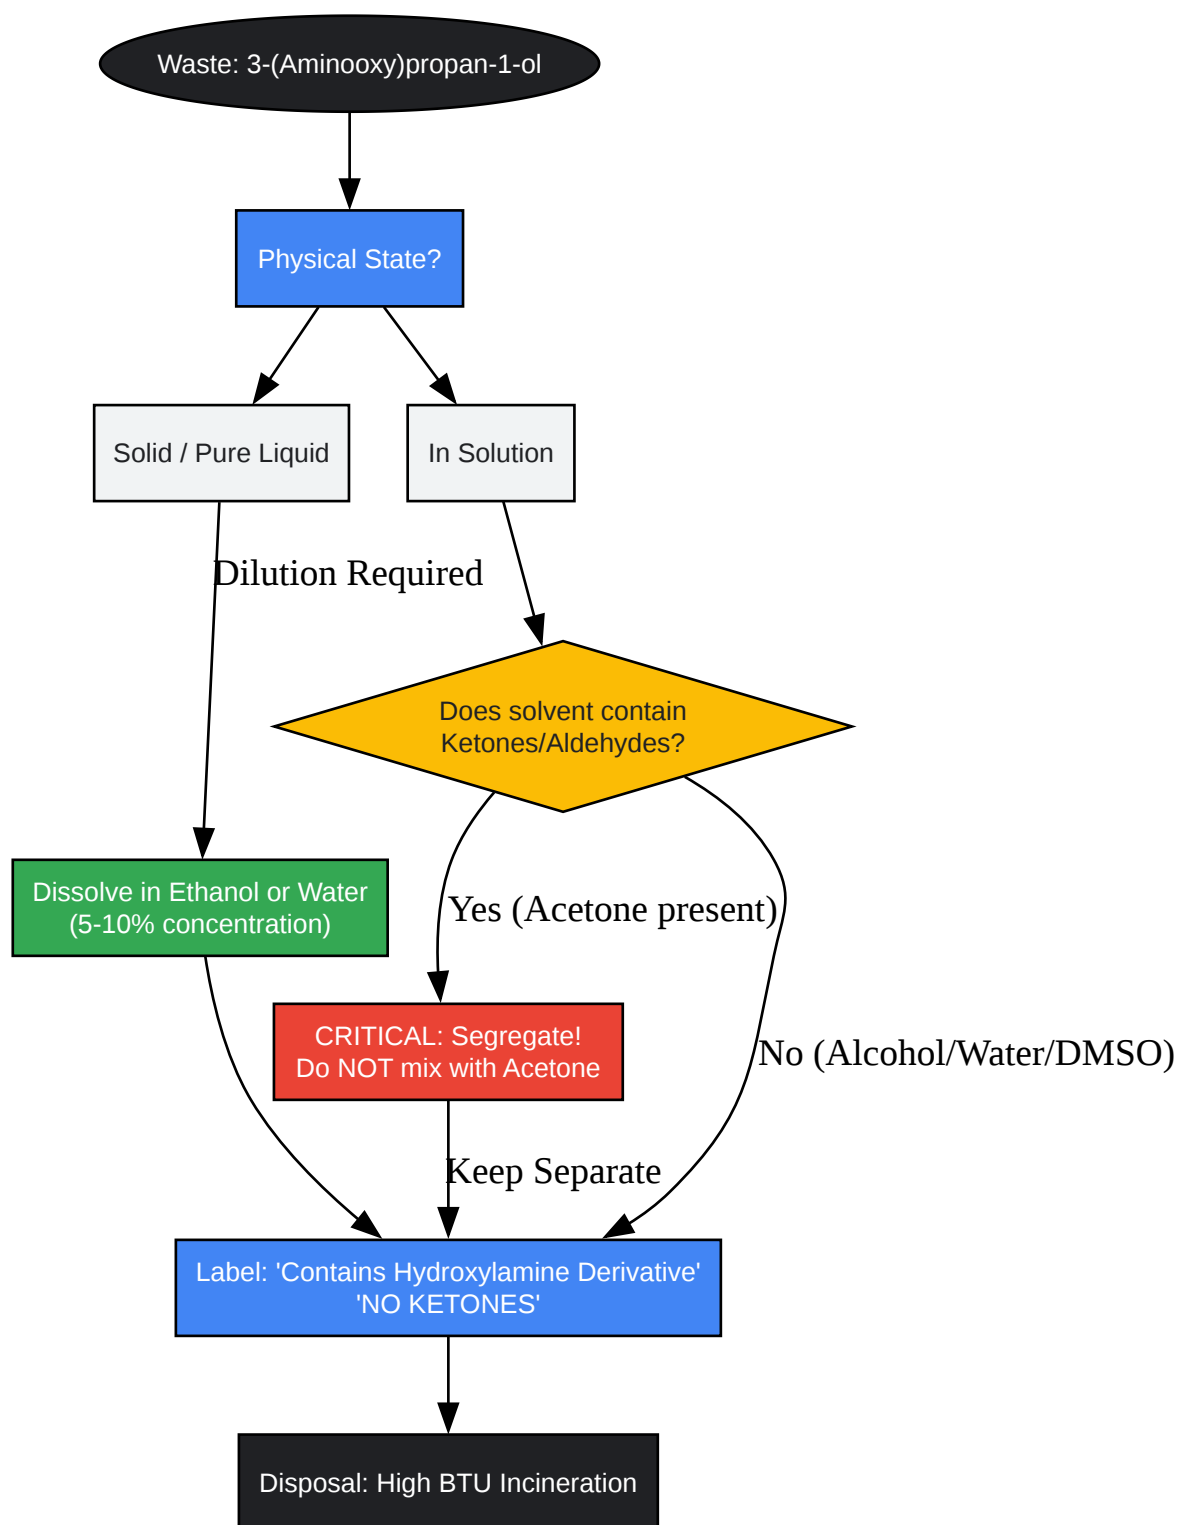 Waste: 3-(Aminooxy)propan-1-ol
Physical State?
Solid / Pure Liquid
In Solution
Dilution Required
Does solvent contain
Ketones/Aldehydes?
Dissolve in Ethanol or Water
(5-10% concentration)
Yes (Acetone present)
CRITICAL: Segregate!
Do NOT mix with Acetone
No (Alcohol/Water/DMSO)
Keep Separate
Label: 'Contains Hydroxylamine Derivative'
'NO KETONES'
Disposal: High BTU Incineration